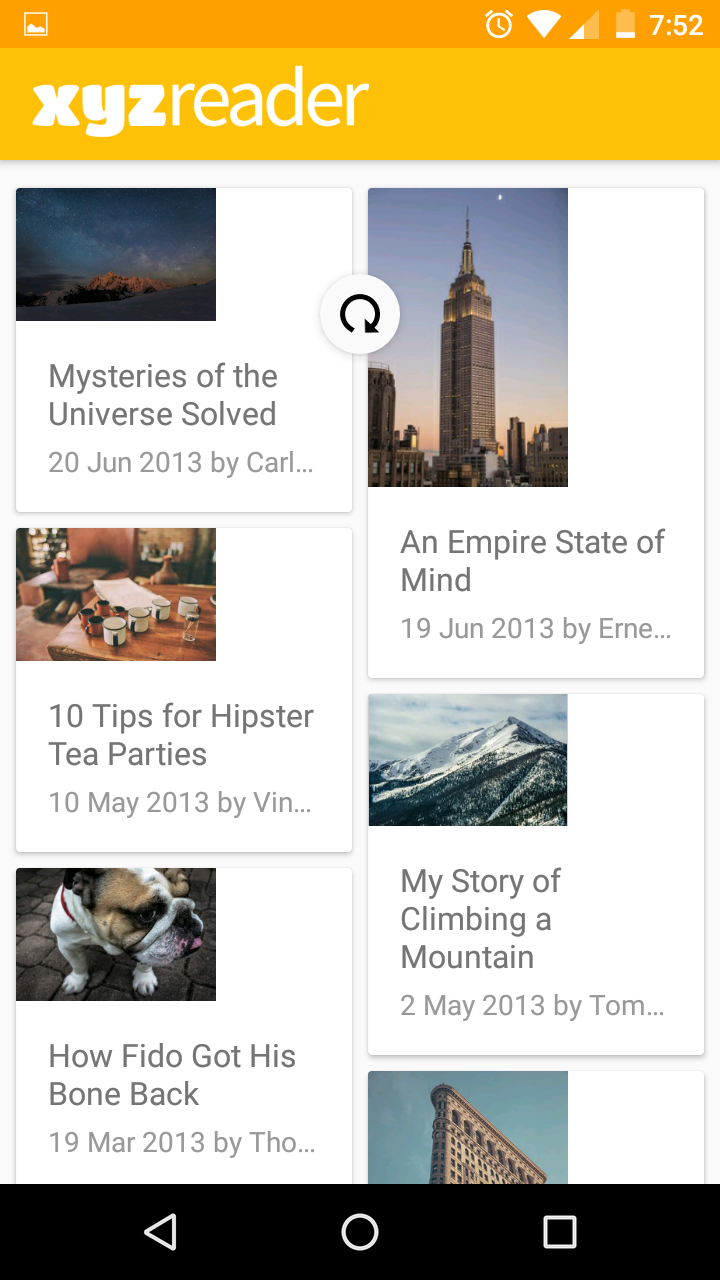 7:52
xyzreader
Mysteries of the
Universe Solved
20 Jun 2013 by Carl...
An Empire State of
Mind
19 Jun 2013 by Erne...
10 Tips for Hipster
Tea Parties
10 May 2013 by Vin...
My Story of
Climbing a
Mountain
2 May 2013 by Tom...
How Fido Got His
Bone Back
19 Mar 2013 by Tho...